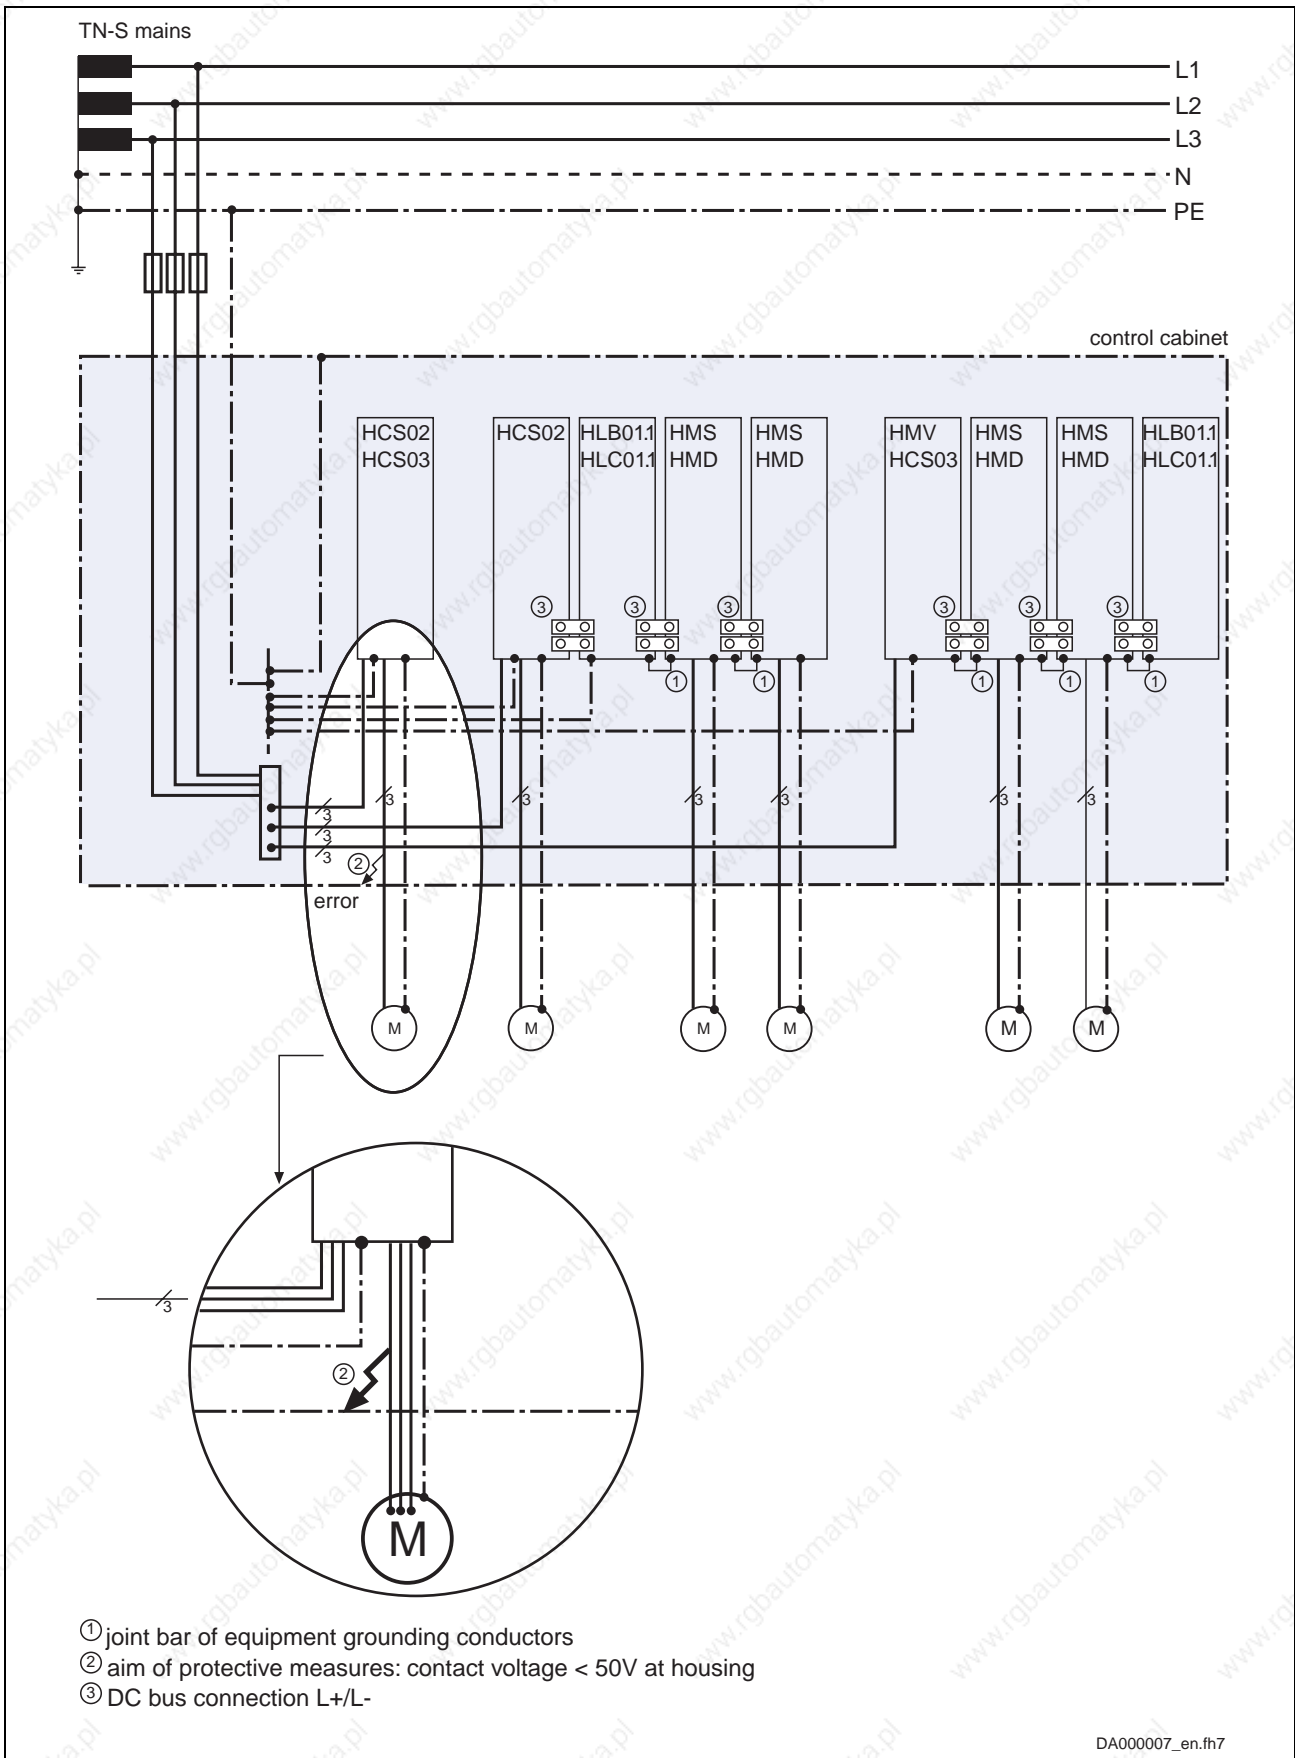 TN-S mains
L1
L2
L3
N
PE
control cabinet
HCS02 HCS02 HLB01.1 HMS HMS HMV HMS HMS HLB01.1
HCS03 HLC01.1 HMD HMD HCS03 HMD HMD HLC01.1
3 3 3 3 3 3
1 1 1 1 1
3 3 3 3 3 3
3
3
3
2
error
M M M M M M
3
2
M
1 joint bar of equipment grounding conductors
2 aim of protective measures: contact voltage < 50V at housing
3 DC bus connection L+/L-
DA000007_en.fh7
www.rgbautomatyka.pl